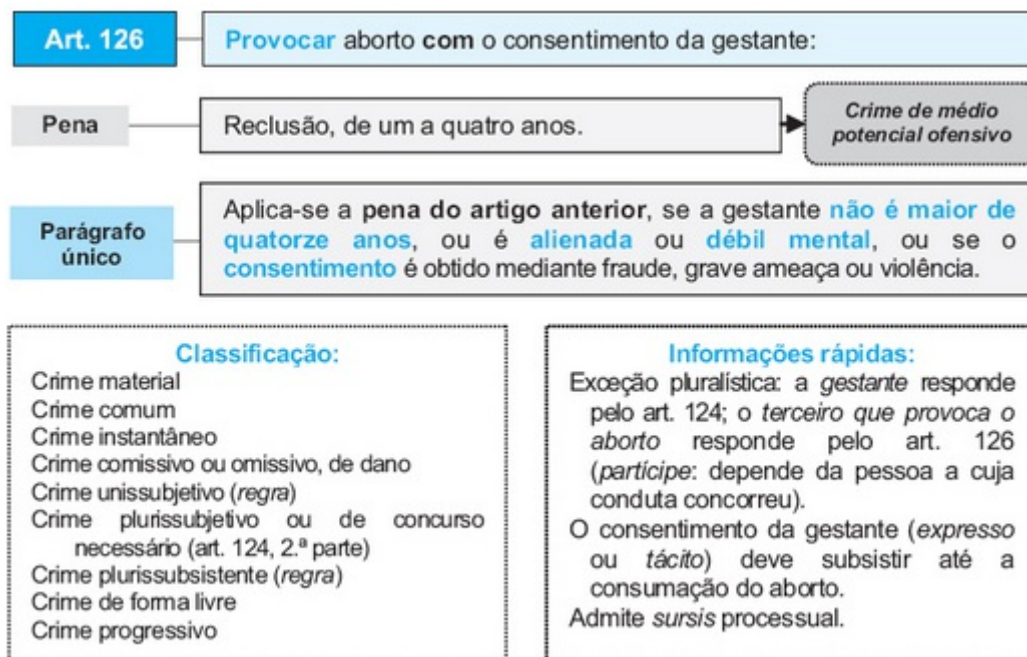 Art. 126
Provocar aborto com o consentimento da gestante:
Pena
Reclusão, de um a quatro anos.
Crime de médio
potencial ofensivo
Parágrafo
único
Aplica-se a pena do artigo anterior, se a gestante não é maior de
quatorze anos, ou é alienada ou débil mental, ou se o
consentimento é obtido mediante fraude, grave ameaça ou violência.
Classificação:
Crime material
Crime comum
Crime instantâneo
Crime comissivo ou omissivo, de dano
Crime unissubjetivo (regra)
Crime plurissubjetivo ou de concurso
necessário (art. 124, 2.ª parte)
Crime plurissubsistente (regra)
Crime de forma livre
Crime progressivo
Informações rápidas:
Exceção pluralística: a gestante responde
pelo art. 124; o terceiro que provoca o
aborto responde pelo art. 126
(partícipe: depende da pessoa a cuja
conduta concorreu).
O consentimento da gestante (expresso
ou tácito) deve subsistir até a
consumação do aborto.
Admite sursis processual.